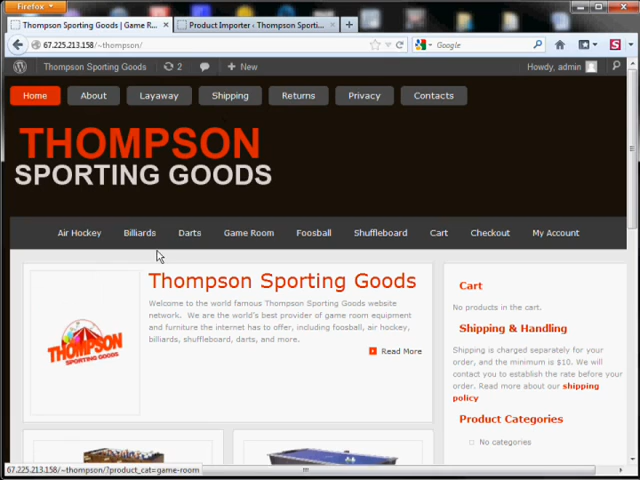 Firefox
Thompson Sporting Goods | Game R...
Product Importer ‹ Thompson Sporti...
67.225.213.158/~thompson/
Google
Thompson Sporting Goods
2
New
Howdy, admin
Home
About
Layaway
Shipping
Returns
Privacy
Contacts
THOMPSON
SPORTING GOODS
Air Hockey
Billiards
Darts
Game Room
Foosball
Shuffleboard
Cart
Checkout
My Account
THOMPSON
SPORTING GOODS
Thompson Sporting Goods
Welcome to the world famous Thompson Sporting Goods website
network. We are the world's best provider of game room equipment
and furniture the internet has to offer, including foosball, air hockey,
billiards, shuffleboard, darts, and more.
Read More
Cart
No products in the cart.
Shipping & Handling
Shipping is charged separately for your
order, and the minimum is $10. We will
contact you to establish the rate before your
order. Read more about our shipping
policy
Product Categories
No categories
67.225.213.158/~thompson/?product_cat=game-room